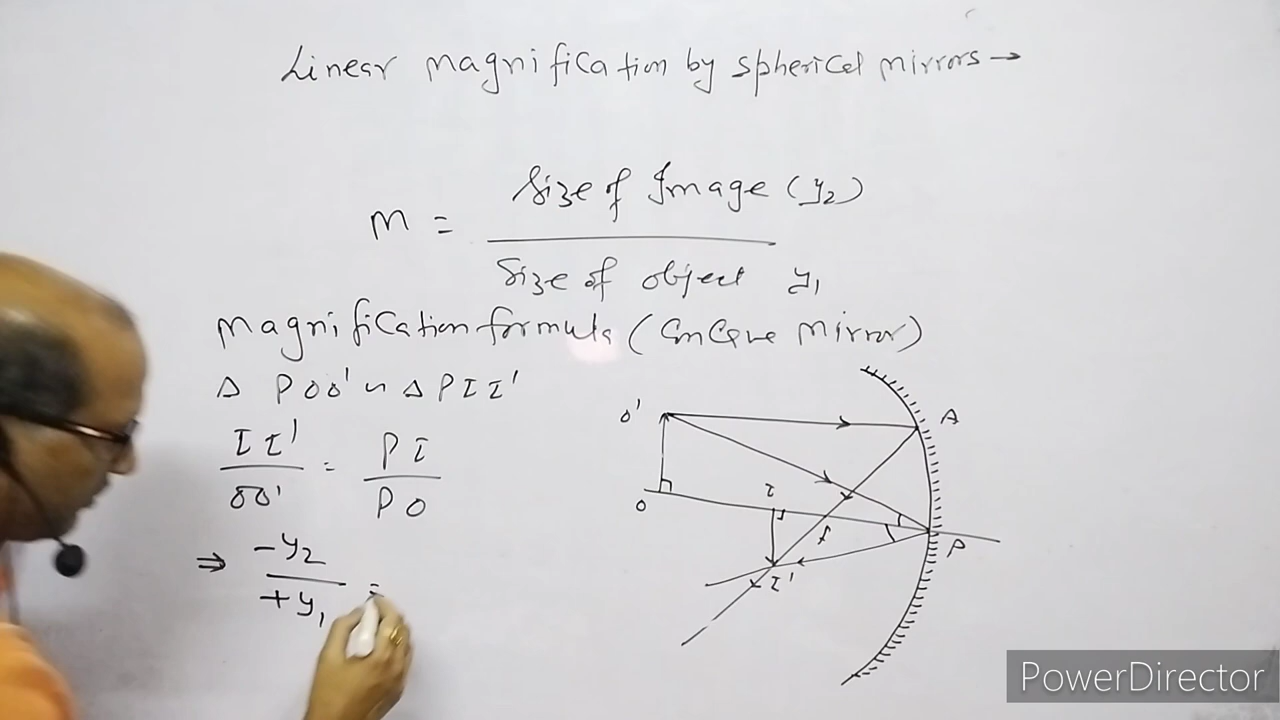 Linear magnification by spherical mirrors →
m = Size of Image (y₂) / Size of object y₁
Magnification formula (Concave mirror)
Δ POO' ∽ Δ PII'
II' / OO' = PI / PO
⇒ -y₂ / +y₁ =
O'
A
O
I
f
P
I'
PowerDirector